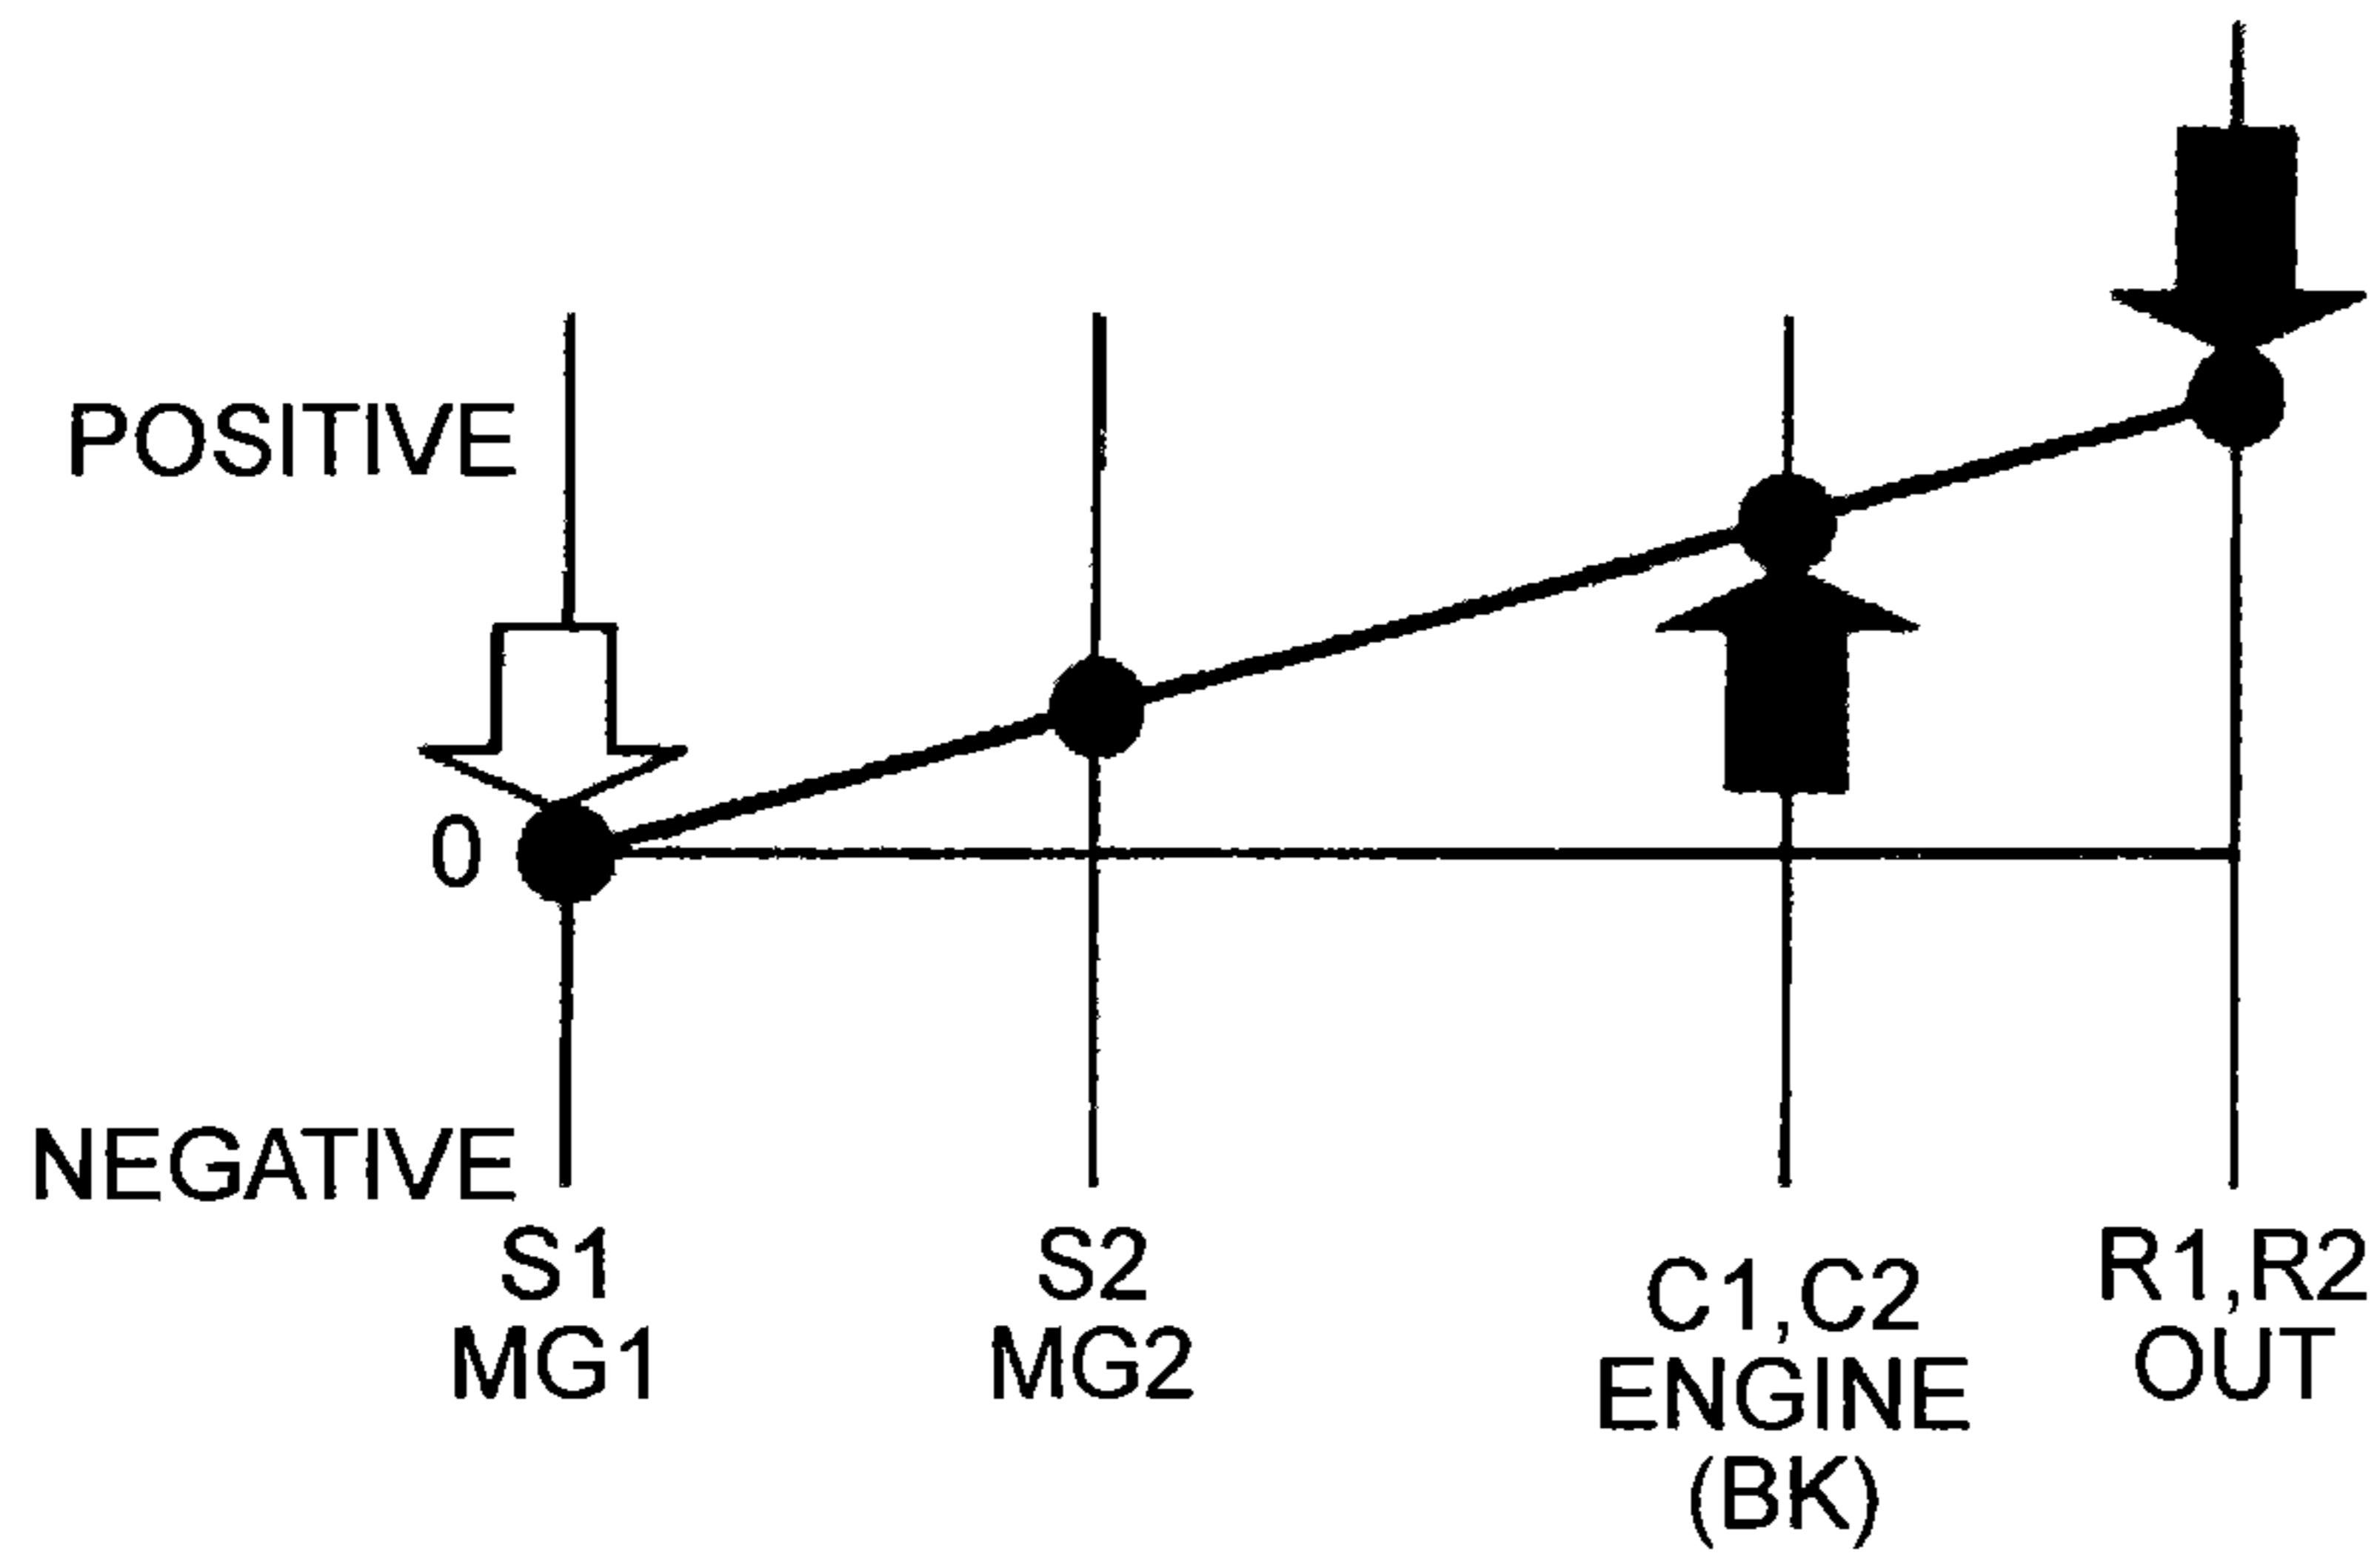 POSITIVE
0
NEGATIVE
S1
MG1
S2
MG2
C1,C2
ENGINE
(BK)
R1,R2
OUT